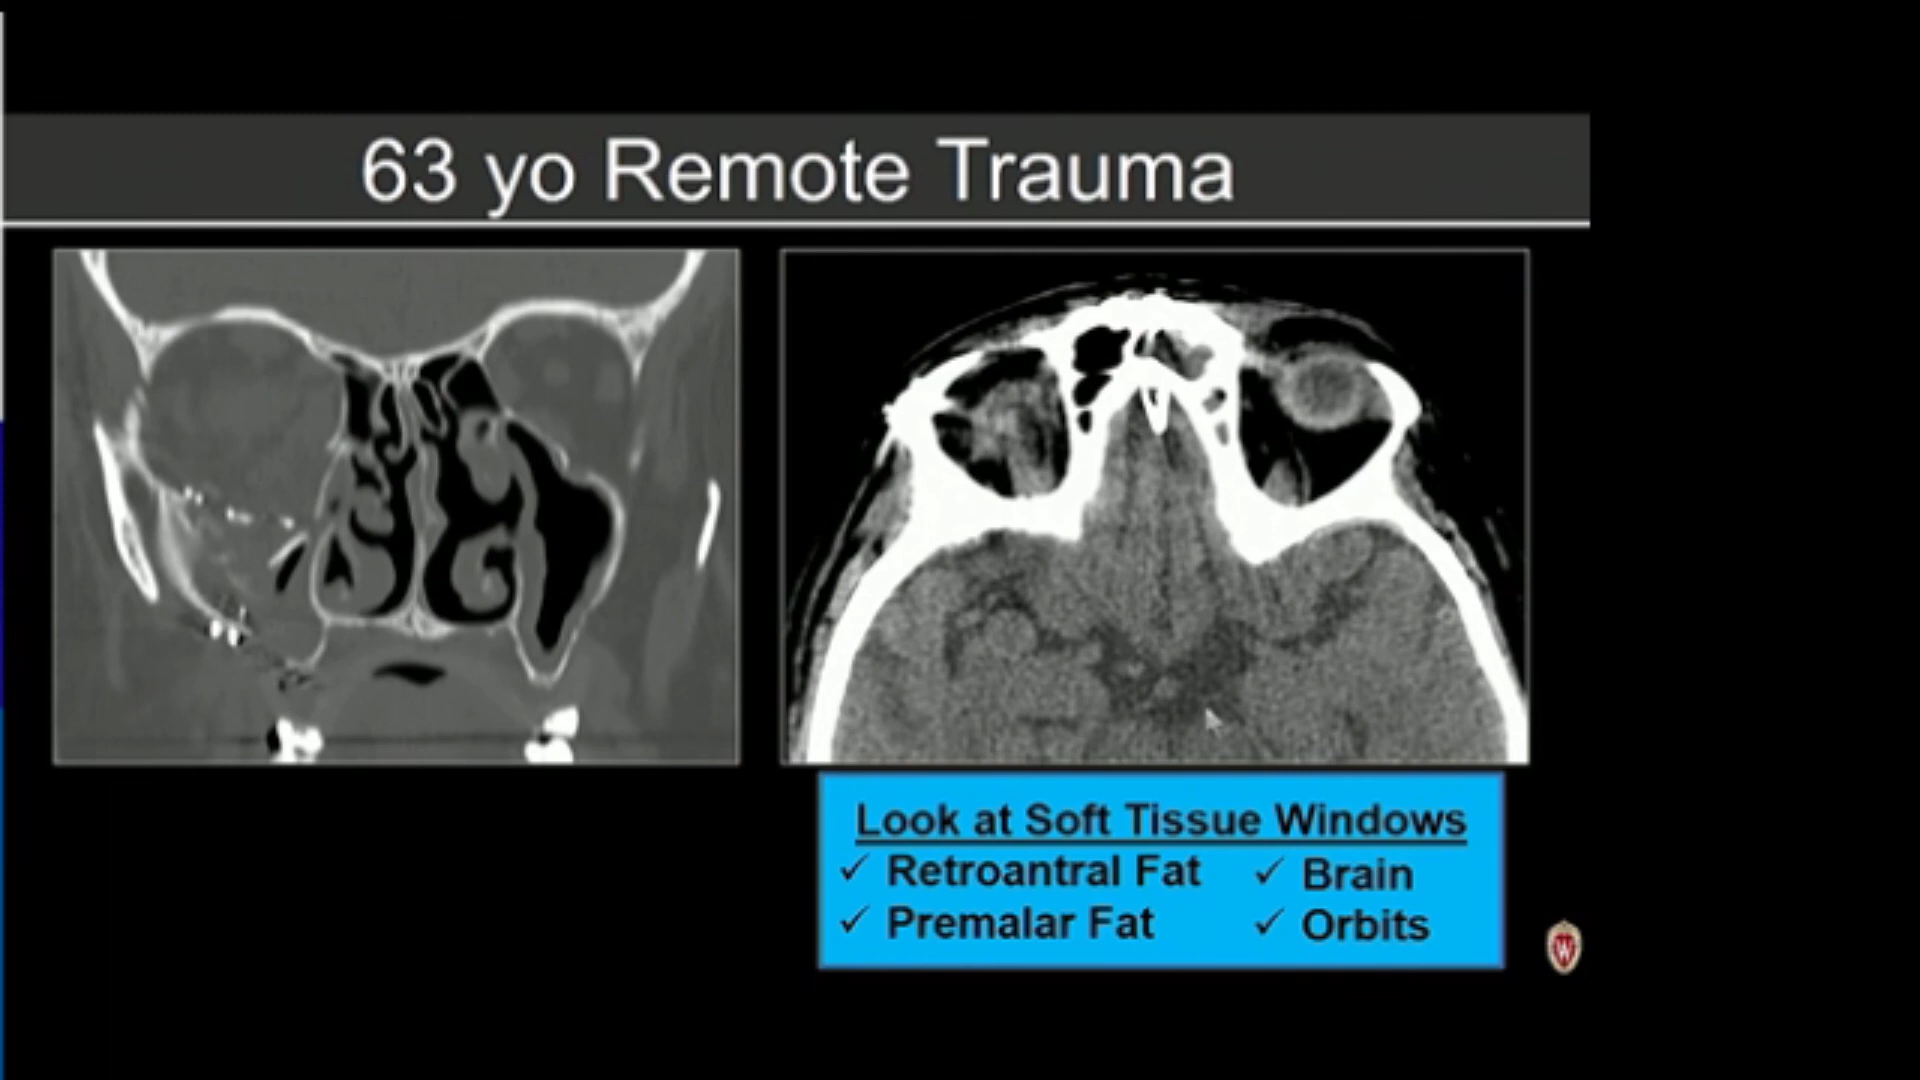 63 yo Remote Trauma
Look at Soft Tissue Windows
✓ Retroantral Fat ✓ Brain
✓ Premalar Fat ✓ Orbits
W